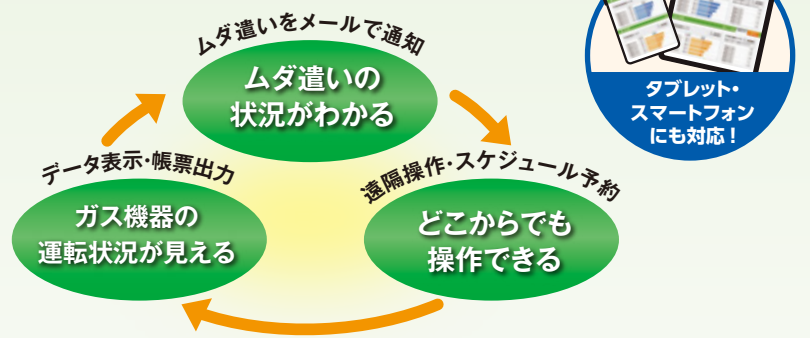 ムダ遣いをメールで通知
ムダ遣いの
状況がわかる
タブレット・
スマートフォン
にも対応！
データ表示・帳票出力
ガス機器の
運転状況が見える
遠隔操作・スケジュール予約
どこからでも
操作できる